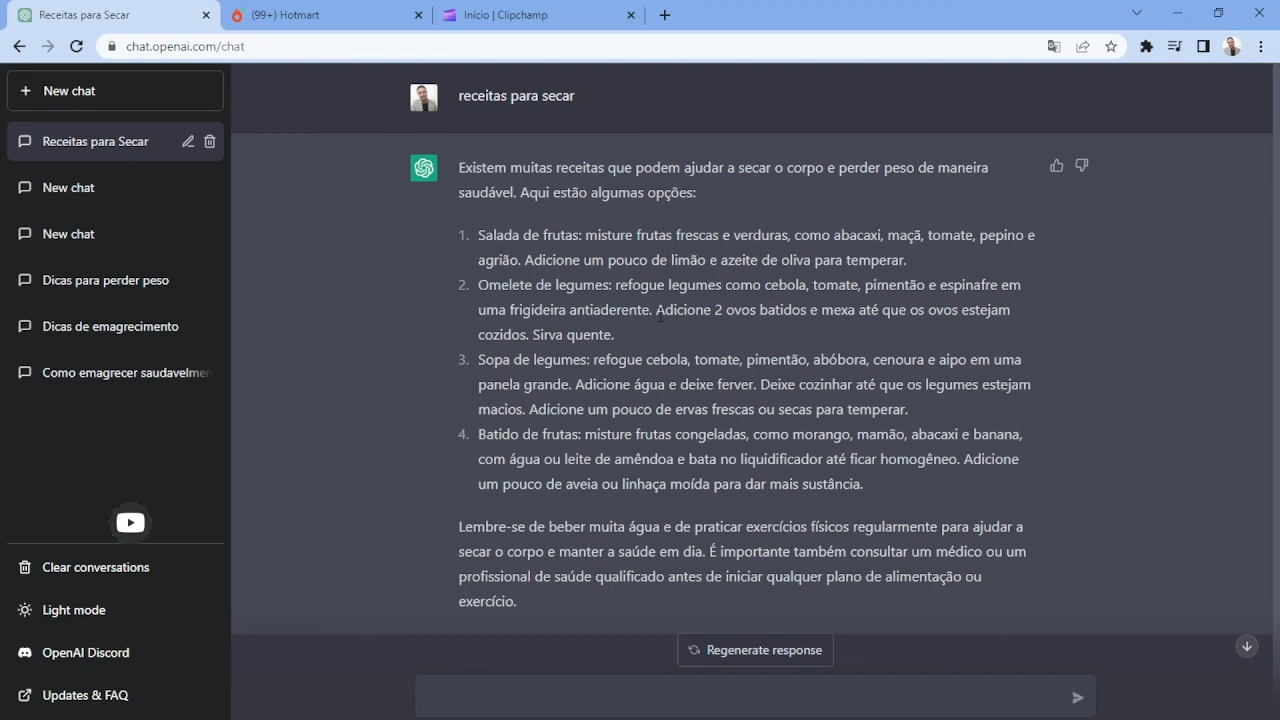 Receitas para Secar
(99+) Hotmart
Início | Clipchamp
chat.openai.com/chat
New chat
Receitas para Secar
New chat
New chat
Dicas para perder peso
Dicas de emagrecimento
Como emagrecer saudavelmen
Clear conversations
Light mode
OpenAI Discord
Updates & FAQ
receitas para secar
Existem muitas receitas que podem ajudar a secar o corpo e perder peso de maneira
saudável. Aqui estão algumas opções:
1. Salada de frutas: misture frutas frescas e verduras, como abacaxi, maçã, tomate, pepino e
agrião. Adicione um pouco de limão e azeite de oliva para temperar.
2. Omelete de legumes: refogue legumes como cebola, tomate, pimentão e espinafre em
uma frigideira antiaderente. Adicione 2 ovos batidos e mexa até que os ovos estejam
cozidos. Sirva quente.
3. Sopa de legumes: refogue cebola, tomate, pimentão, abóbora, cenoura e aipo em uma
panela grande. Adicione água e deixe ferver. Deixe cozinhar até que os legumes estejam
macios. Adicione um pouco de ervas frescas ou secas para temperar.
4. Batido de frutas: misture frutas congeladas, como morango, mamão, abacaxi e banana,
com água ou leite de amêndoa e bata no liquidificador até ficar homogêneo. Adicione
um pouco de aveia ou linhaça moída para dar mais sustância.
Lembre-se de beber muita água e de praticar exercícios físicos regularmente para ajudar a
secar o corpo e manter a saúde em dia. É importante também consultar um médico ou um
profissional de saúde qualificado antes de iniciar qualquer plano de alimentação ou
exercício.
Regenerate response